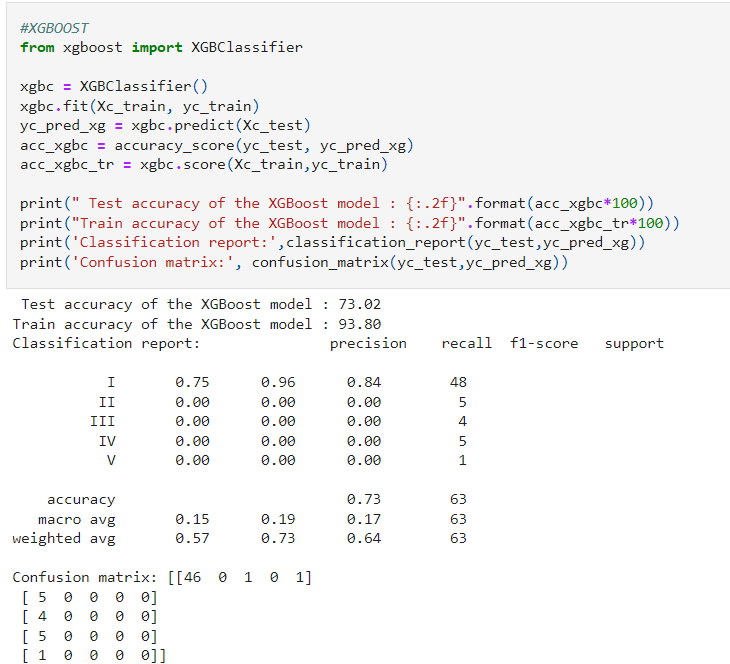 #XGBOOST
from xgboost import XGBClassifier
xgbc = XGBClassifier()
xgbc.fit(Xc_train, yc_train)
yc_pred_xg = xgbc.predict(Xc_test)
acc_xgbc = accuracy_score(yc_test, yc_pred_xg)
acc_xgbc_tr = xgbc.score(Xc_train,yc_train)
print(" Test accuracy of the XGBoost model : {:.2f}".format(acc_xgbc*100))
print("Train accuracy of the XGBoost model : {:.2f}".format(acc_xgbc_tr*100))
print('Classification report:',classification_report(yc_test,yc_pred_xg))
print('Confusion matrix:', confusion_matrix(yc_test,yc_pred_xg))
Test accuracy of the XGBoost model : 73.02
Train accuracy of the XGBoost model : 93.80
Classification report: precision recall f1-score support
I 0.75 0.96 0.84 48
II 0.00 0.00 0.00 5
III 0.00 0.00 0.00 4
IV 0.00 0.00 0.00 5
V 0.00 0.00 0.00 1
accuracy 0.73 63
macro avg 0.15 0.19 0.17 63
weighted avg 0.57 0.73 0.64 63
Confusion matrix: [[46 0 1 0 1]
[ 5 0 0 0 0]
[ 4 0 0 0 0]
[ 5 0 0 0 0]
[ 1 0 0 0 0]]